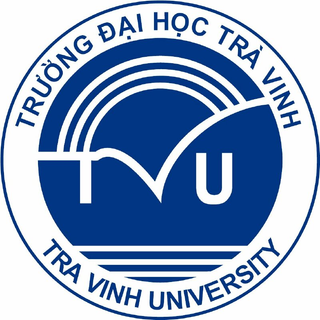 TRƯỜNG ĐẠI HỌC TRÀ VINH
TVU
TRA VINH UNIVERSITY